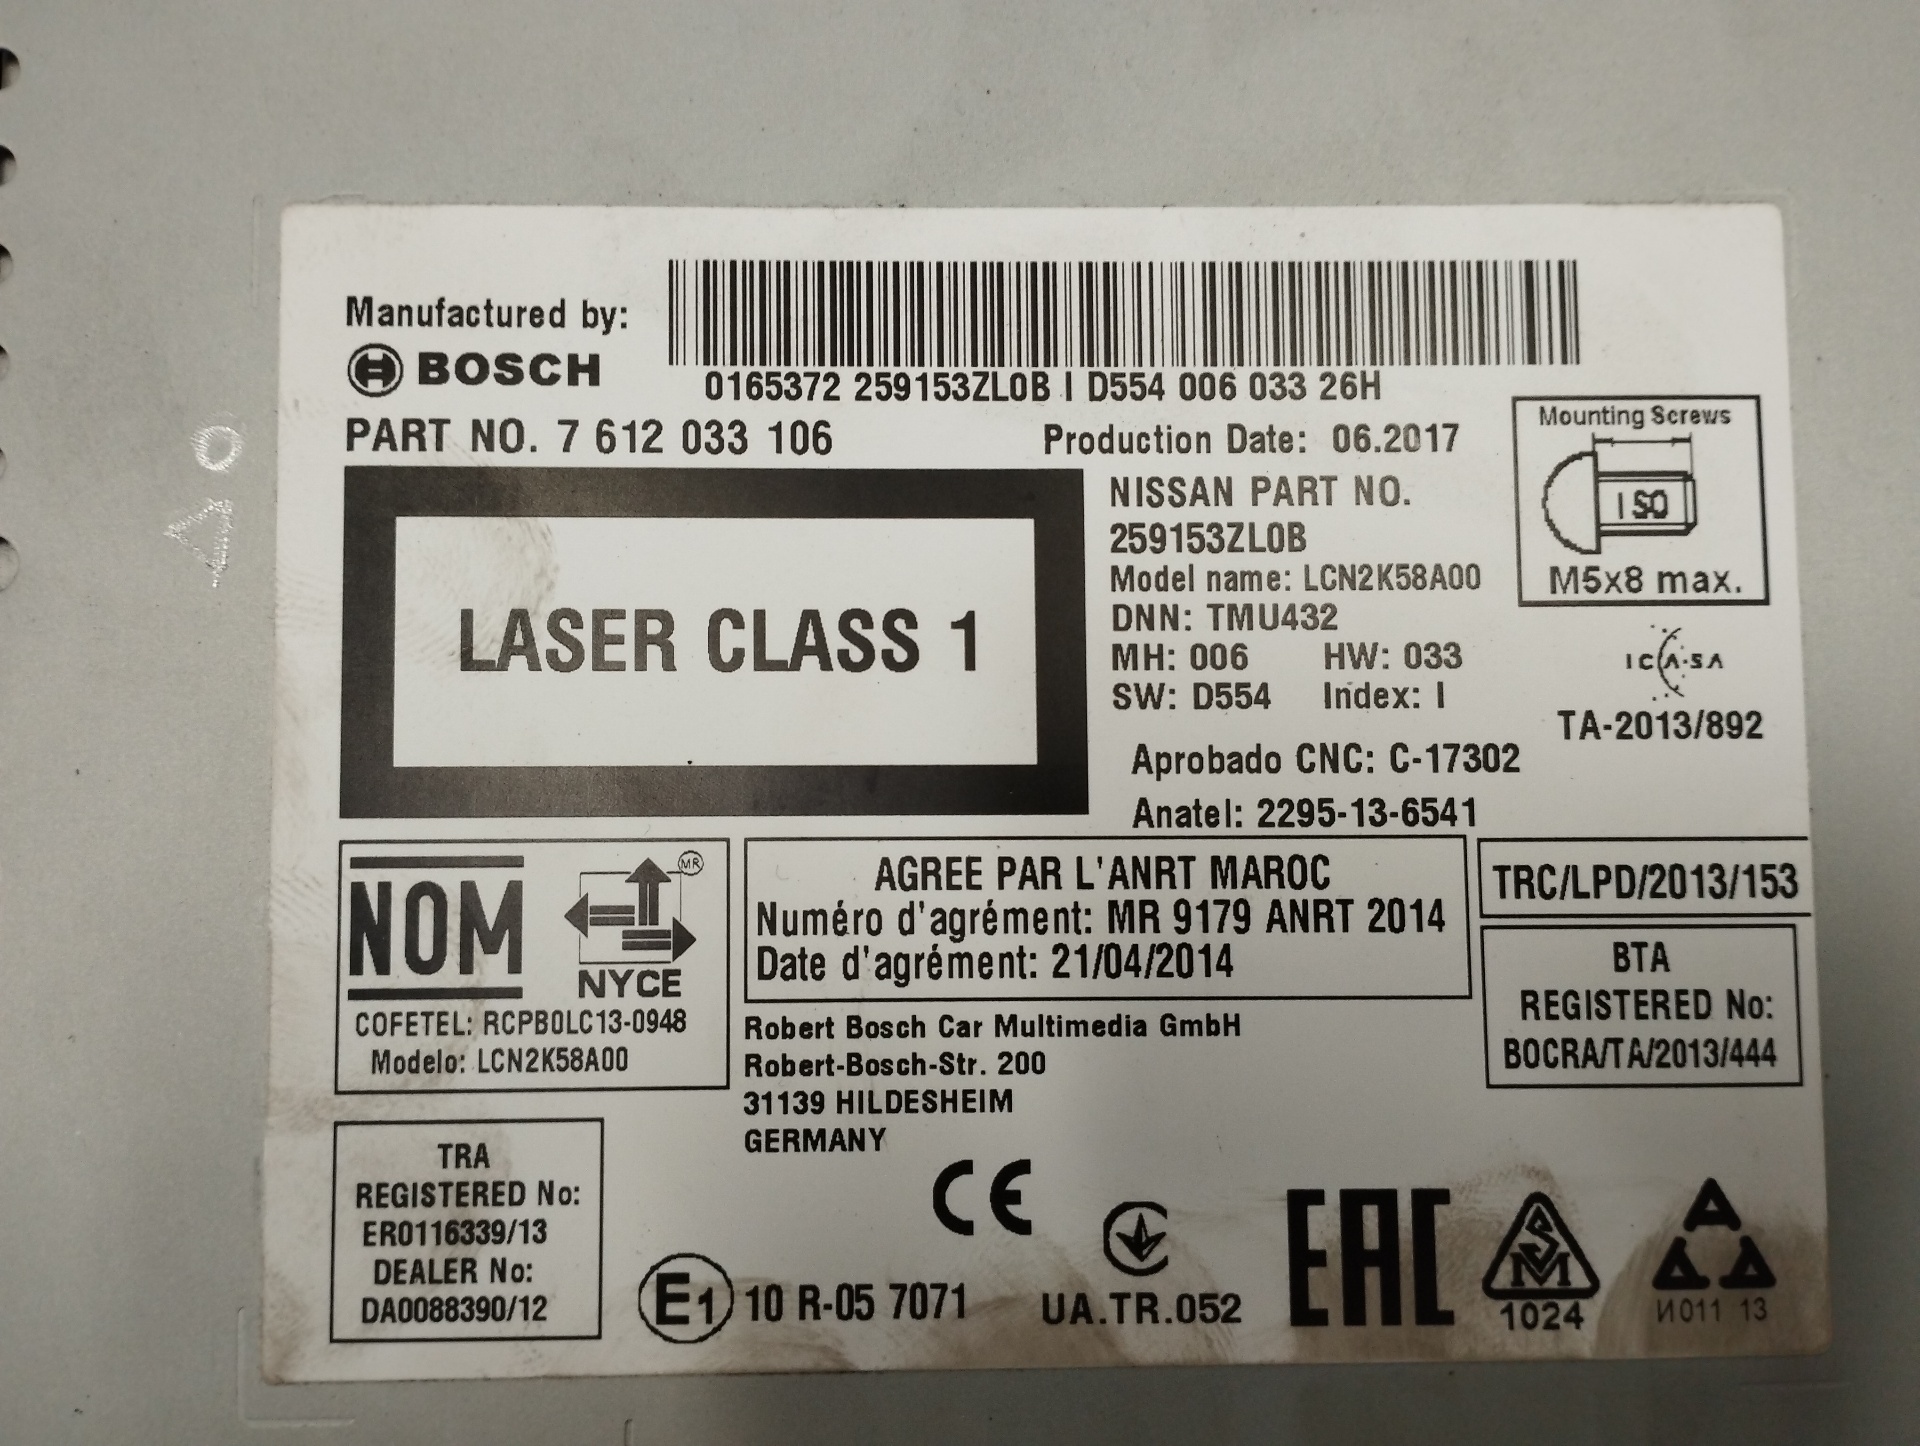 Manufactured by:
BOSCH
0165372 259153ZL0B I D554 006 033 26H
PART NO. 7 612 033 106
Production Date: 06.2017
Mounting Screws
ISO
M5x8 max.
LASER CLASS 1
NISSAN PART NO.
259153ZL0B
Model name: LCN2K58A00
DNN: TMU432
MH: 006 HW: 033
SW: D554 Index: I
ICASA
TA-2013/892
Aprobado CNC: C-17302
Anatel: 2295-13-6541
NOM
MR
NYCE
COFETEL: RCPBOLC13-0948
Modelo: LCN2K58A00
AGREE PAR L'ANRT MAROC
Numéro d'agrément: MR 9179 ANRT 2014
Date d'agrément: 21/04/2014
TRC/LPD/2013/153
BTA
REGISTERED No:
BOCRA/TA/2013/444
Robert Bosch Car Multimedia GmbH
Robert-Bosch-Str. 200
31139 HILDESHEIM
GERMANY
TRA
REGISTERED No:
ER0116339/13
DEALER No:
DA0088390/12
CE
E1 10 R-05 7071
UA.TR.052
EAC
SM
1024
AAA
И011 13